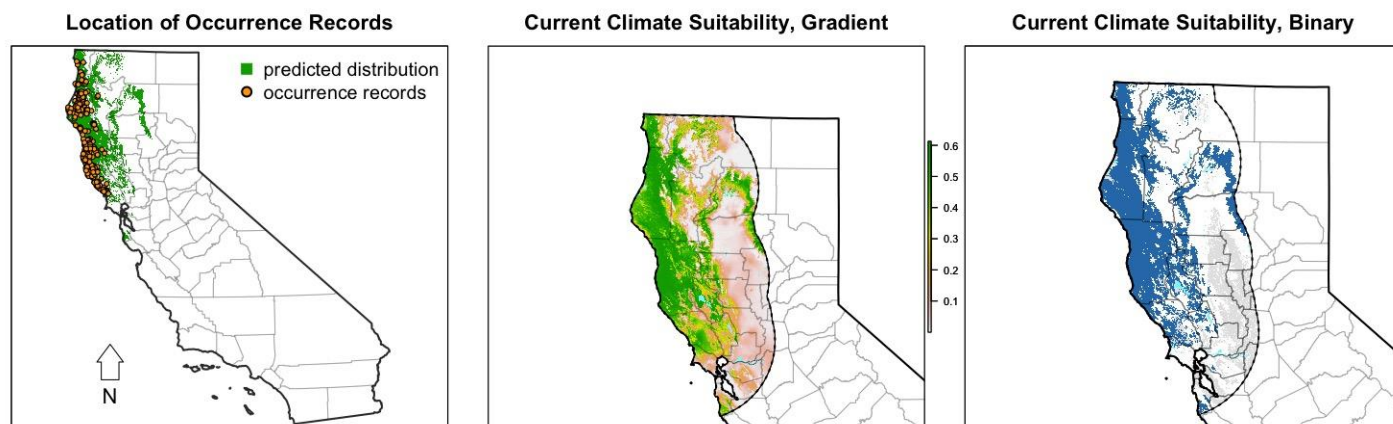 Location of Occurrence Records
predicted distribution
occurrence records
N
Current Climate Suitability, Gradient
0.6
0.5
0.4
0.3
0.2
0.1
Current Climate Suitability, Binary